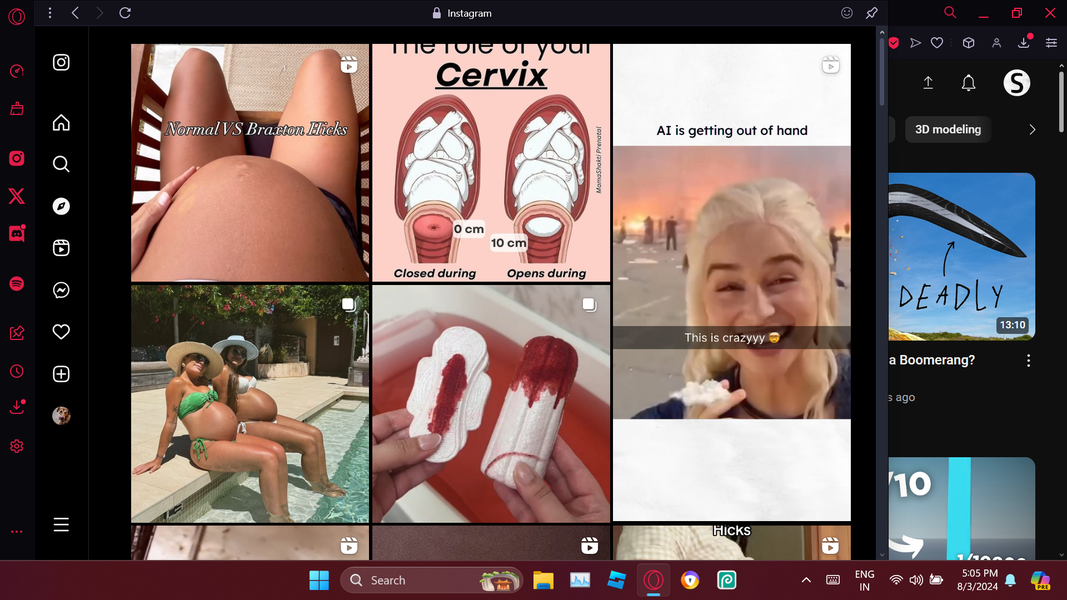 Instagram
Normal VS Braxton Hicks
The role of your
Cervix
MamaShakti Prenatal
0 cm
10 cm
Closed during
Opens during
AI is getting out of hand
This is crazyyy 🤯
Hicks
S
3D modeling
DEADLY
13:10
a Boomerang?
s ago
/10
Search
ENG
IN
5:05 PM
8/3/2024
PRE